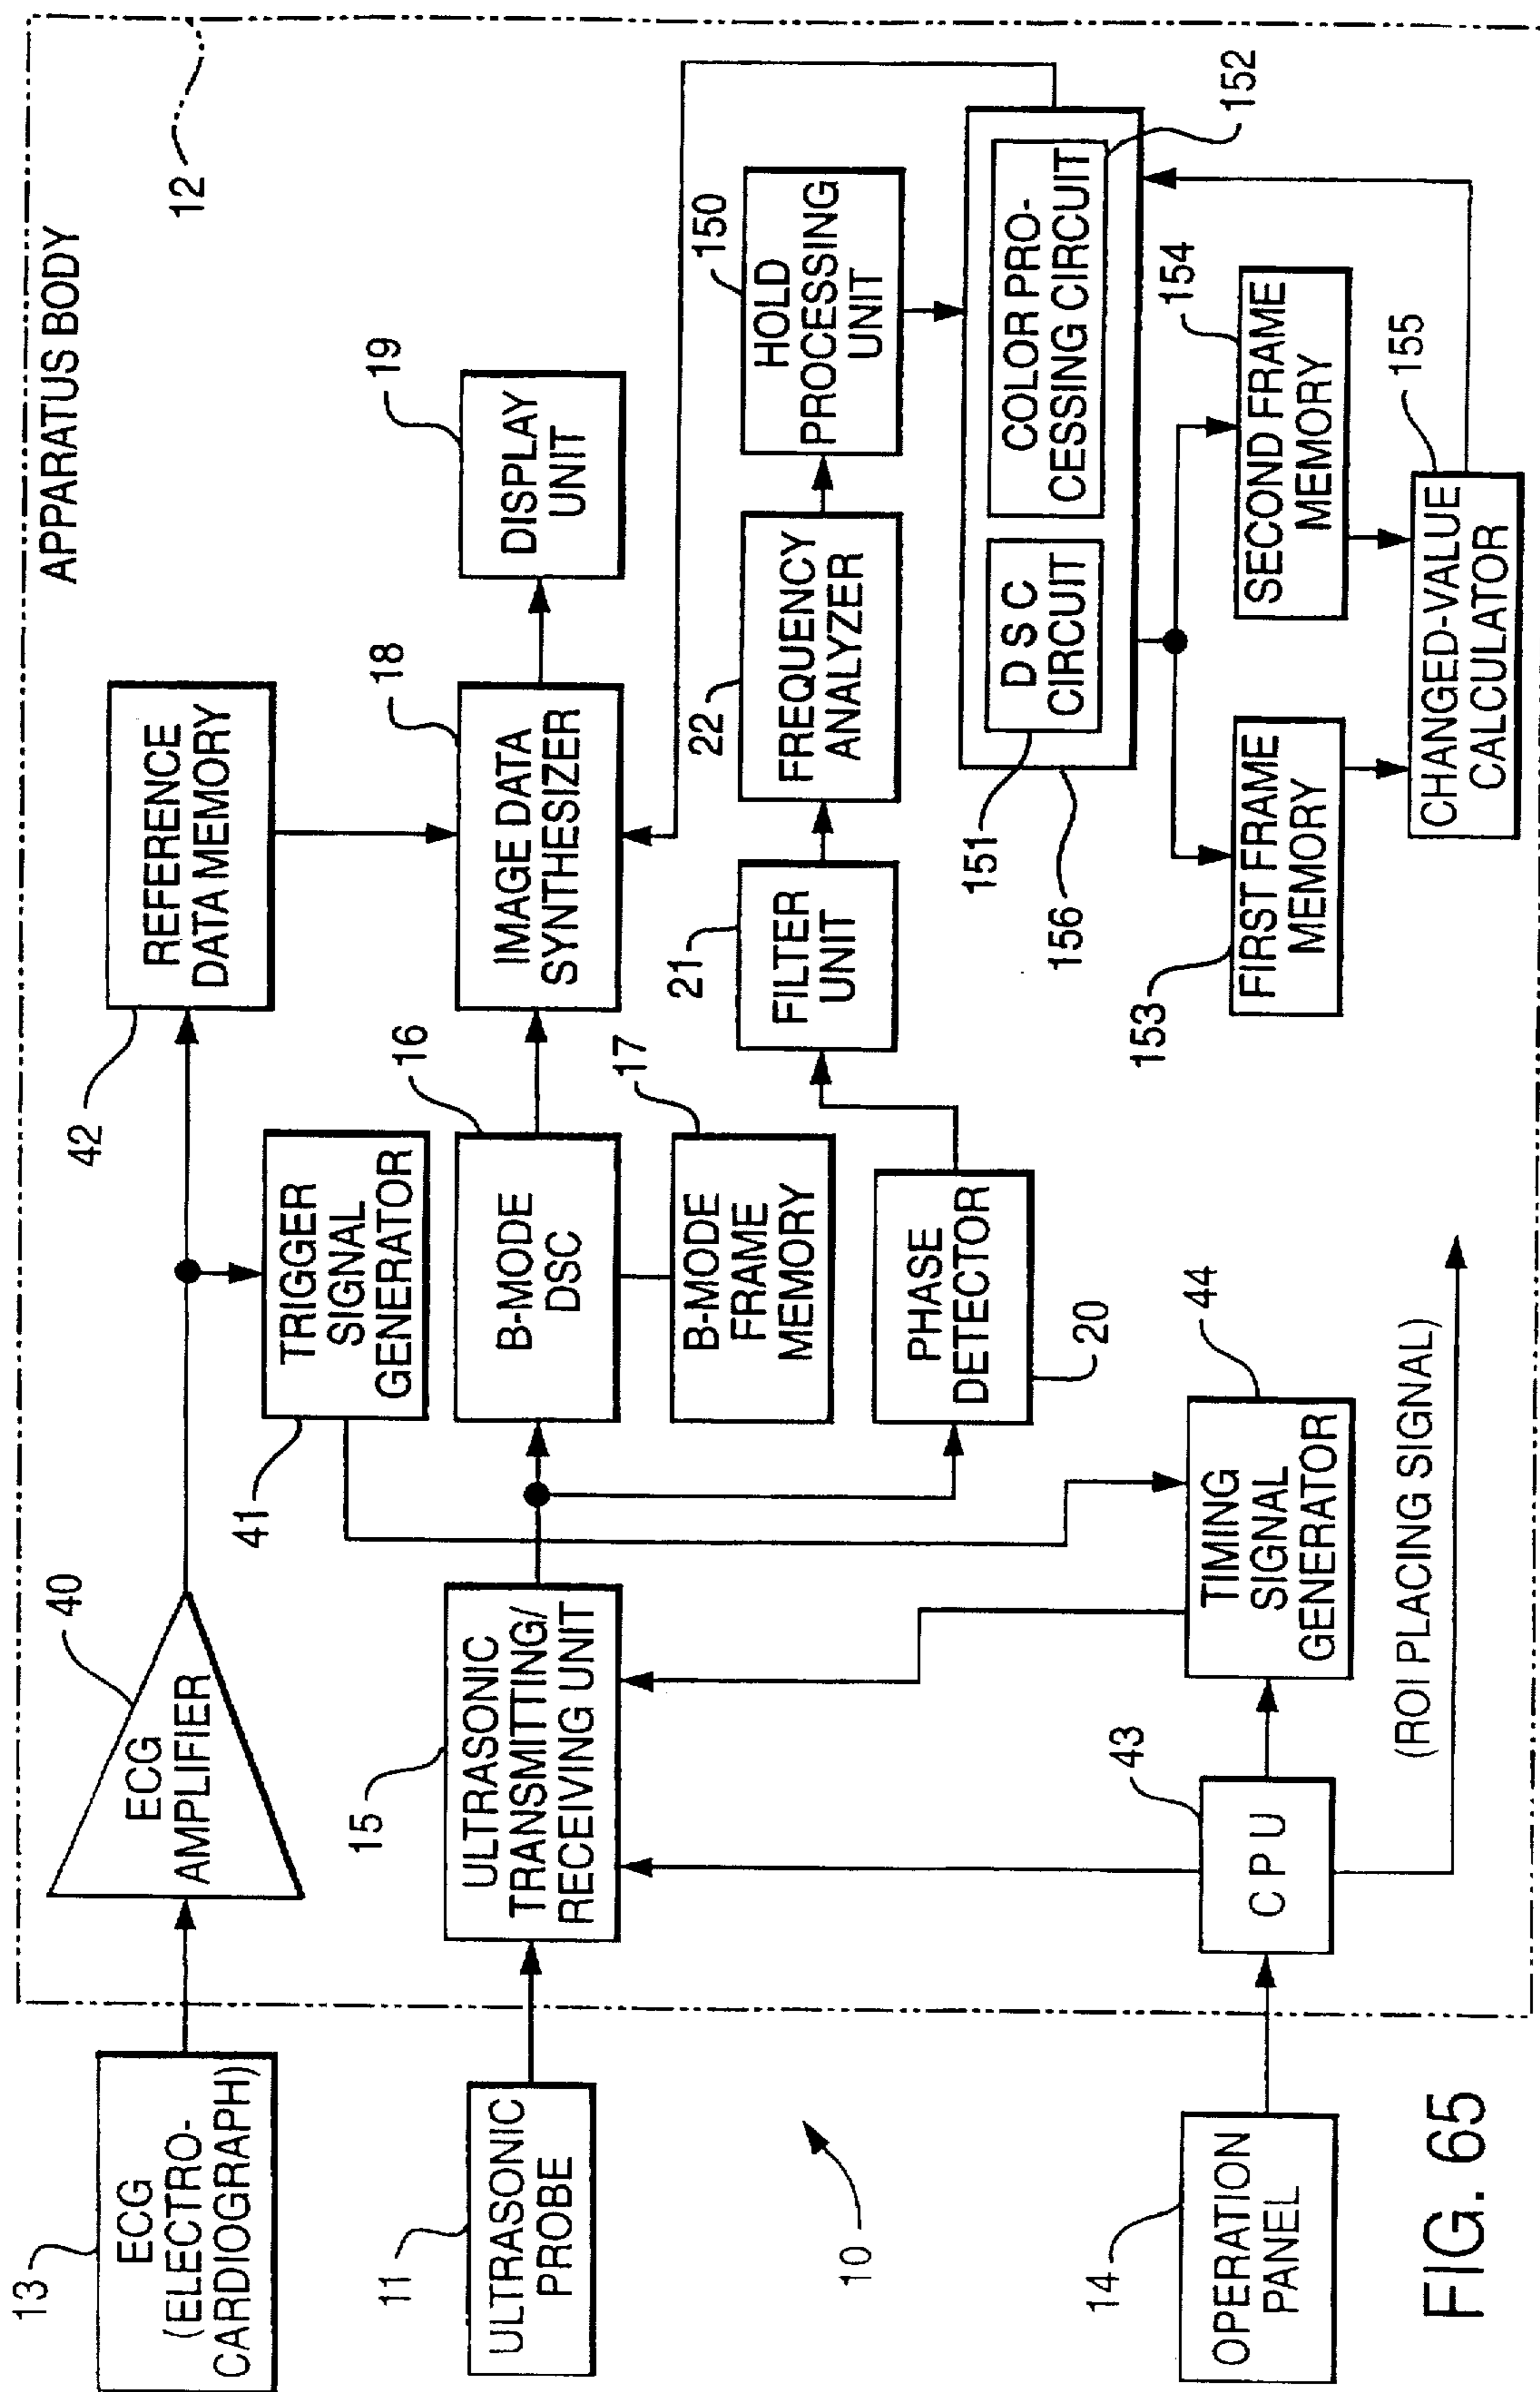 APPARATUS BODY
12
13
ECG
(ELECTRO-
CARDIOGRAPH)
40
ECG
AMPLIFIER
42
REFERENCE
DATA MEMORY
41
TRIGGER
SIGNAL
GENERATOR
11
ULTRASONIC
PROBE
15
ULTRASONIC
TRANSMITTING/
RECEIVING UNIT
16
B-MODE
DSC
17
B-MODE
FRAME
MEMORY
18
IMAGE DATA
SYNTHESIZER
19
DISPLAY
UNIT
20
PHASE
DETECTOR
21
FILTER
UNIT
22
FREQUENCY
ANALYZER
150
HOLD
PROCESSING
UNIT
151
DSC
CIRCUIT
152
COLOR PRO-
CESSING CIRCUIT
156
153
FIRST FRAME
MEMORY
154
SECOND FRAME
MEMORY
155
CHANGED-VALUE
CALCULATOR
10
14
OPERATION
PANEL
43
CPU
44
TIMING
SIGNAL
GENERATOR
(ROI PLACING SIGNAL)
FIG. 65